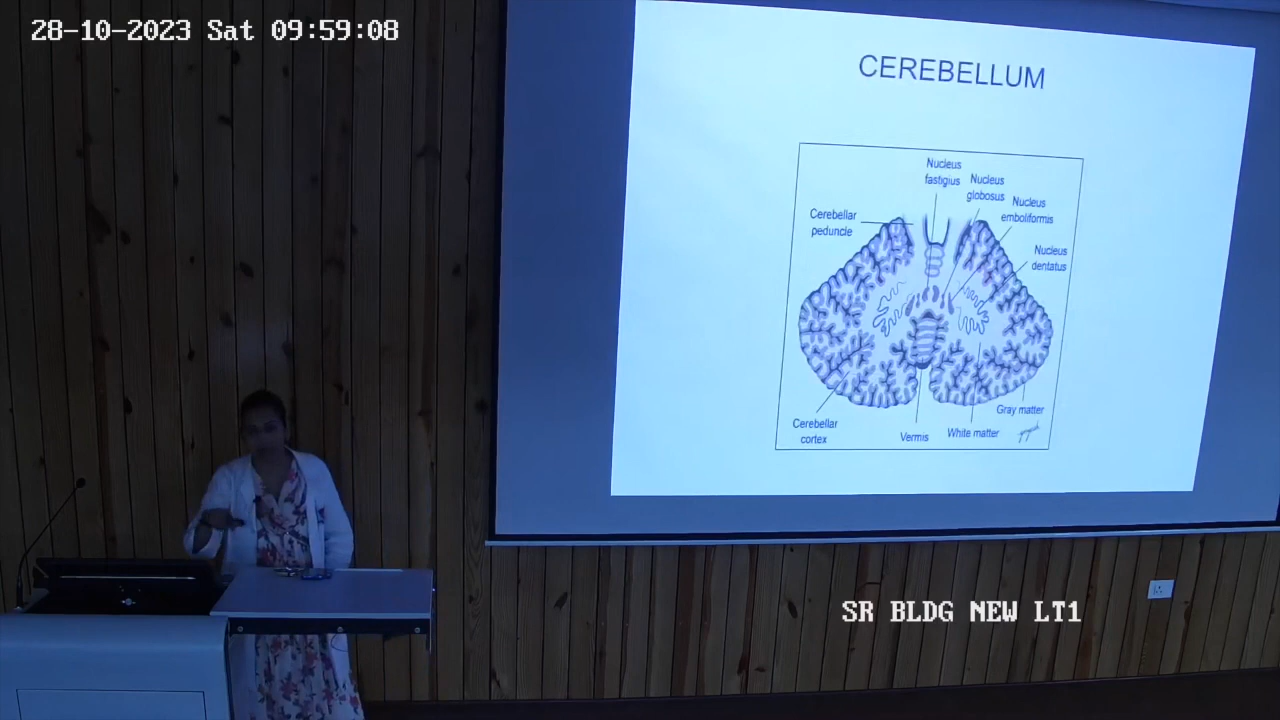 28-10-2023 Sat 09:59:08
CEREBELLUM
Nucleus
fastigius
Nucleus
globosus
Nucleus
emboliformis
Cerebellar
peduncle
Nucleus
dentatus
Gray matter
Cerebellar
cortex
Vermis
White matter
SR BLDG NEW LT1